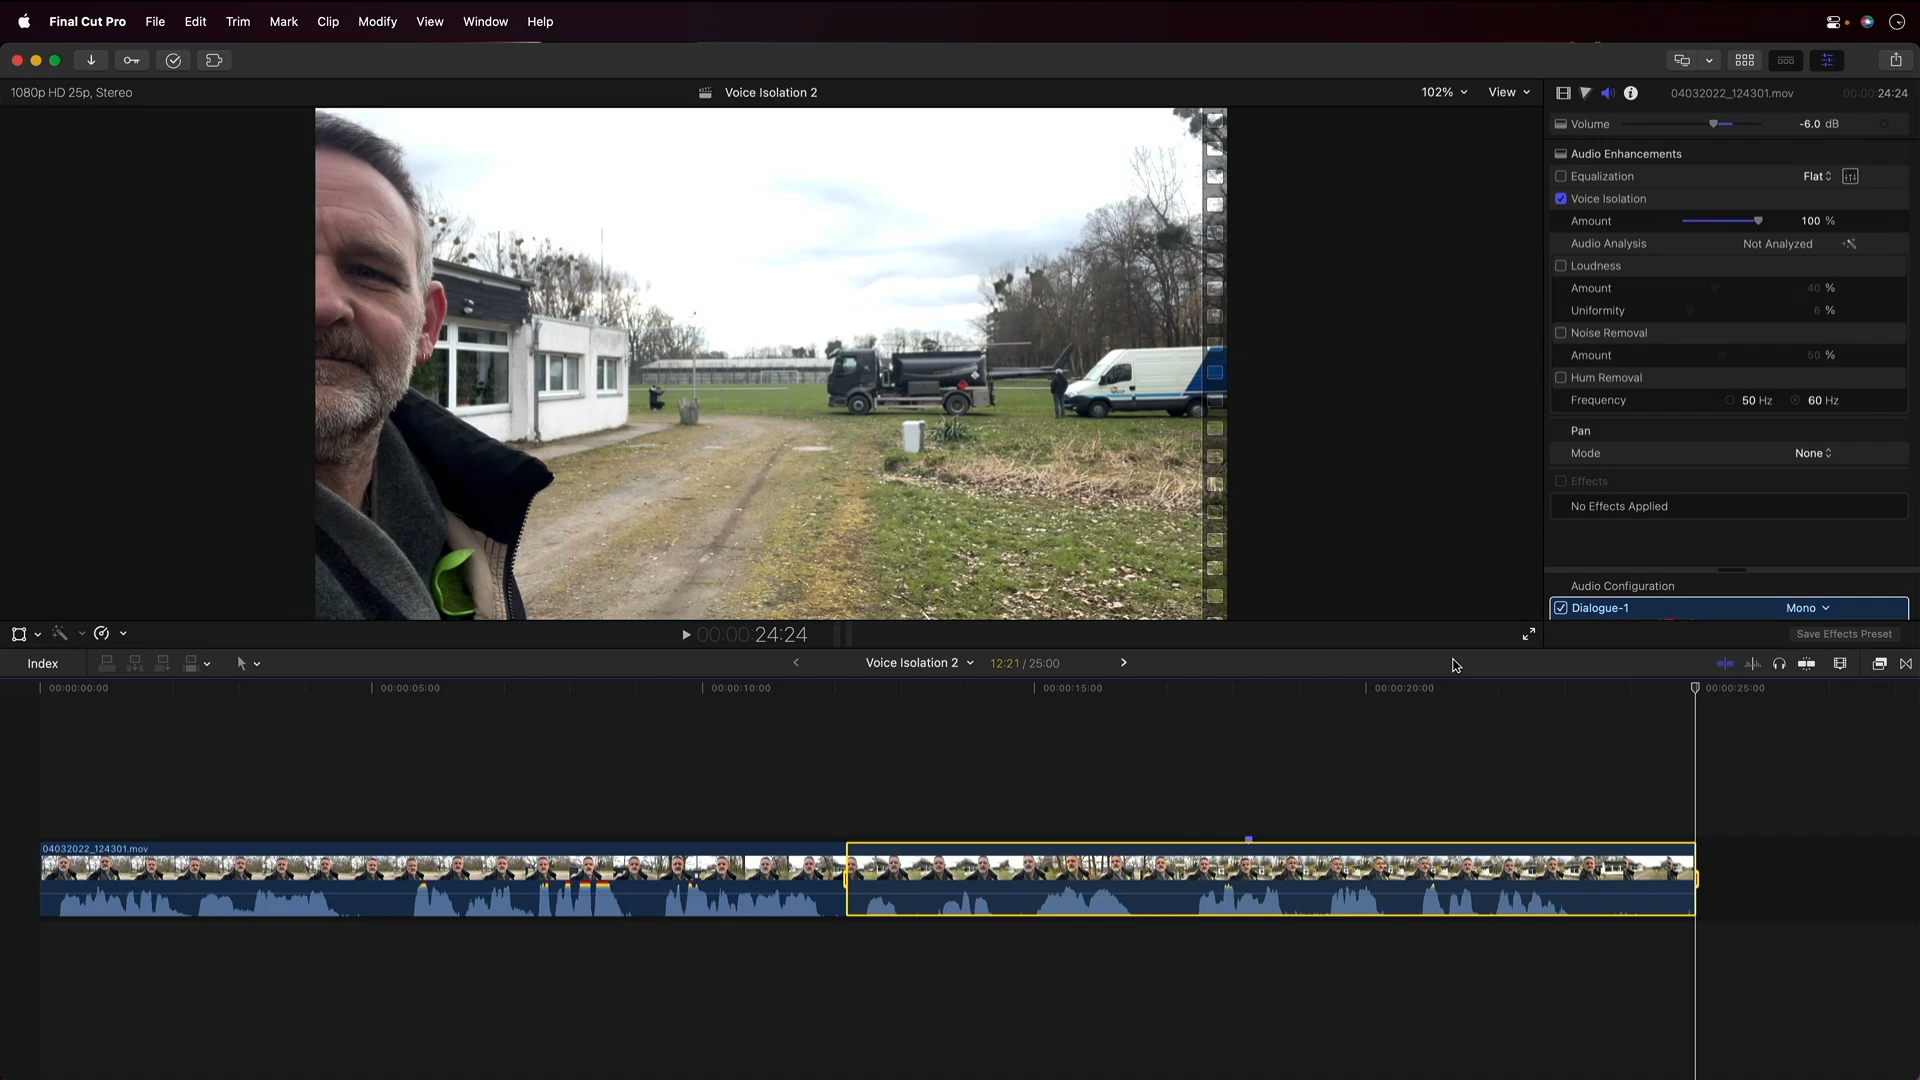 Final Cut Pro File Edit Trim Mark Clip Modify View Window Help
1080p HD 25p, Stereo
Voice Isolation 2
102% View
04032022_124301.mov 00:00:24:24
Volume -6.0 dB
Audio Enhancements
Equalization Flat
Voice Isolation
Amount 100 %
Audio Analysis Not Analyzed
Loudness
Amount 40 %
Uniformity 6 %
Noise Removal
Amount 50 %
Hum Removal
Frequency 50 Hz 60 Hz
Pan
Mode None
Effects
No Effects Applied
Audio Configuration
Dialogue-1 Mono
Save Effects Preset
00:00:24:24
Index
Voice Isolation 2 12:21 / 25:00
00:00:00:00 00:00:05:00 00:00:10:00 00:00:15:00 00:00:20:00 00:00:25:00
04032022_124301.mov